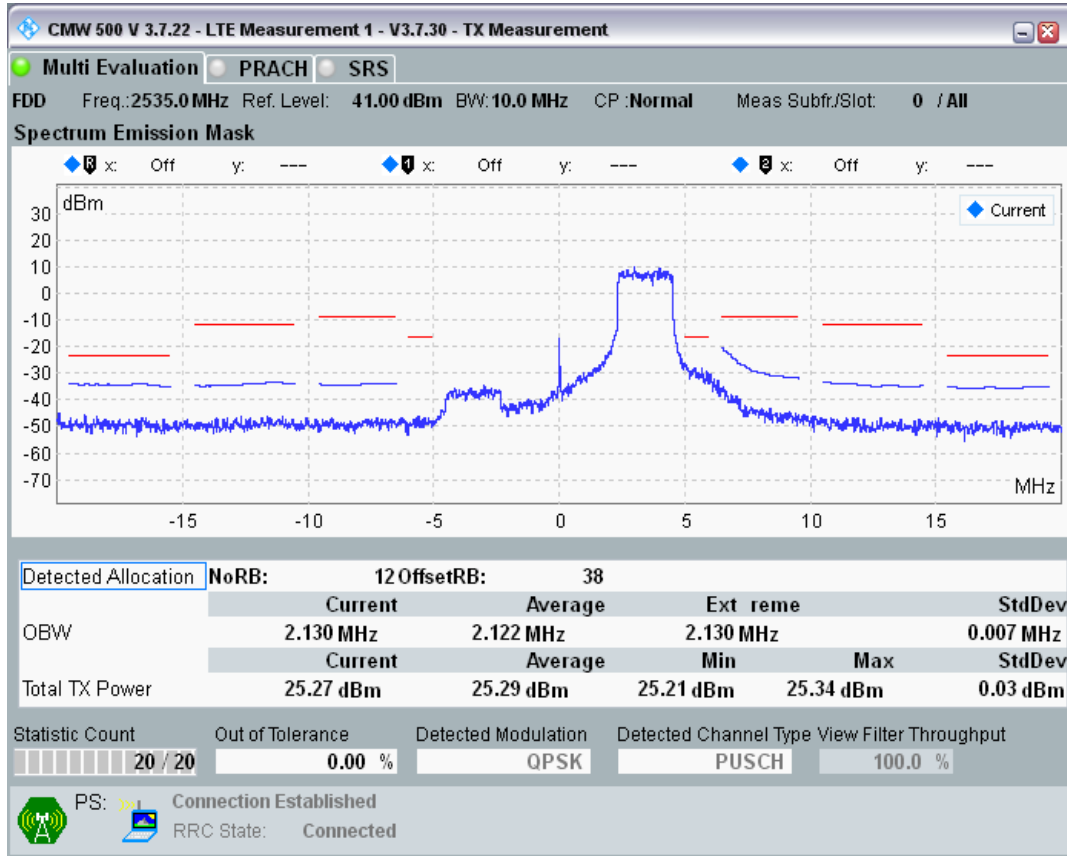 CMW 500 V 3.7.22 - LTE Measurement 1 - V3.7.30 - TX Measurement
Multi Evaluation PRACH SRS
FDD Freq.:2535.0 MHz Ref. Level: 41.00 dBm BW:10.0 MHz CP :Normal Meas Subfr./Slot: 0 / All
Spectrum Emission Mask
R x: Off y: --- 1 x: Off y: --- 2 x: Off y: ---
dBm
Current
30
20
10
0
-10
-20
-30
-40
-50
-60
-70
MHz
-15 -10 -5 0 5 10 15
Detected Allocation NoRB: 12 OffsetRB: 38
Current Average Ext reme StdDev
OBW 2.130 MHz 2.122 MHz 2.130 MHz 0.007 MHz
Current Average Min Max StdDev
Total TX Power 25.27 dBm 25.29 dBm 25.21 dBm 25.34 dBm 0.03 dBm
Statistic Count Out of Tolerance Detected Modulation Detected Channel Type View Filter Throughput
20 / 20 0.00 % QPSK PUSCH 100.0 %
PS: Connection Established
RRC State: Connected